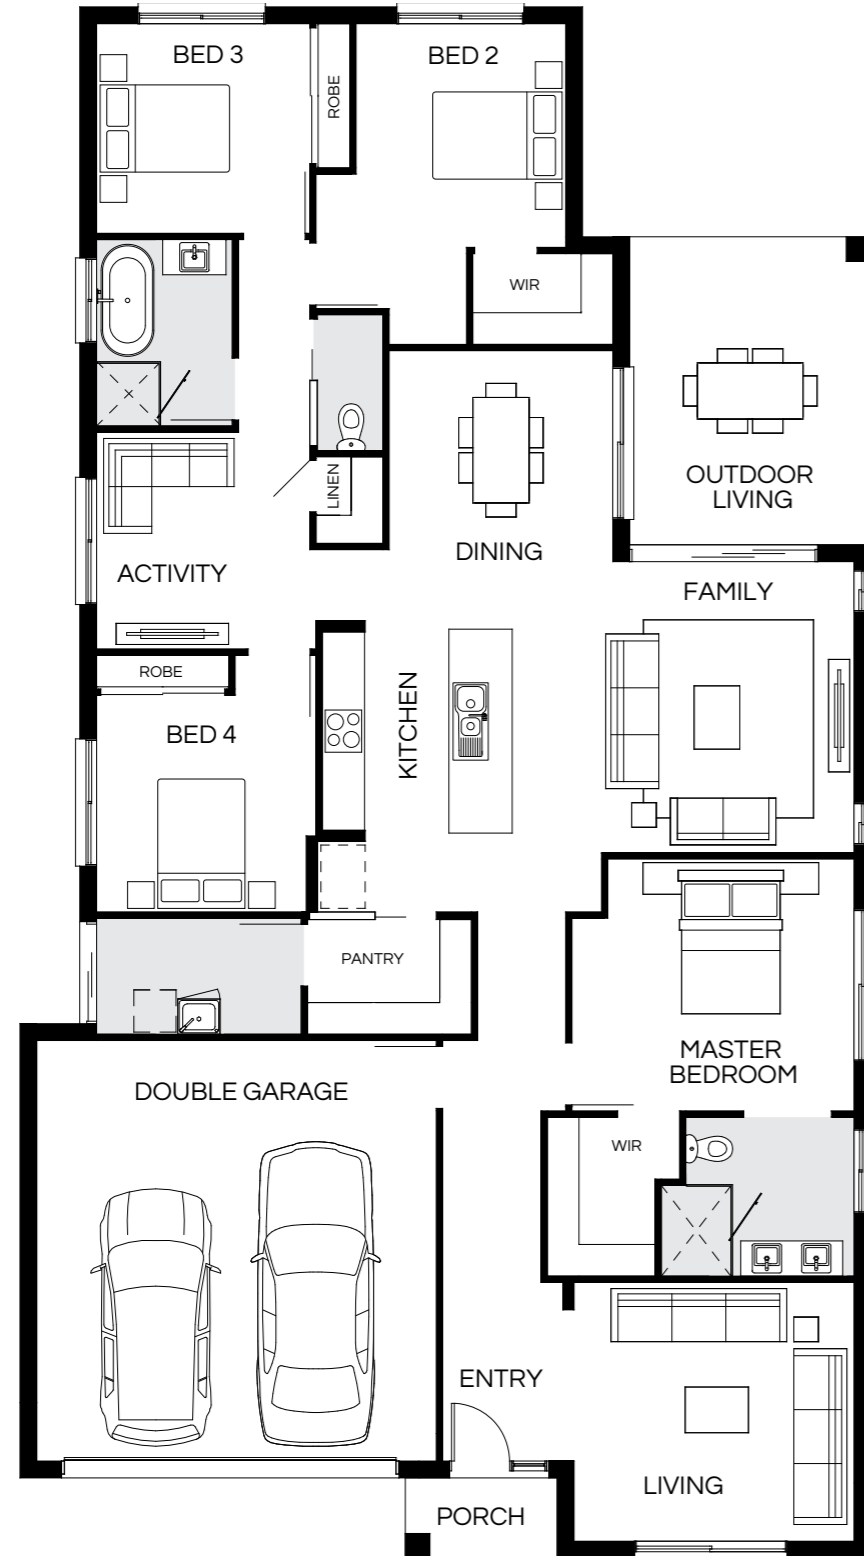 BED 3
BED 2
ROBE
WIR
OUTDOOR
LIVING
LINEN
DINING
ACTIVITY
FAMILY
ROBE
KITCHEN
BED 4
PANTRY
MASTER
BEDROOM
DOUBLE GARAGE
WIR
ENTRY
LIVING
PORCH